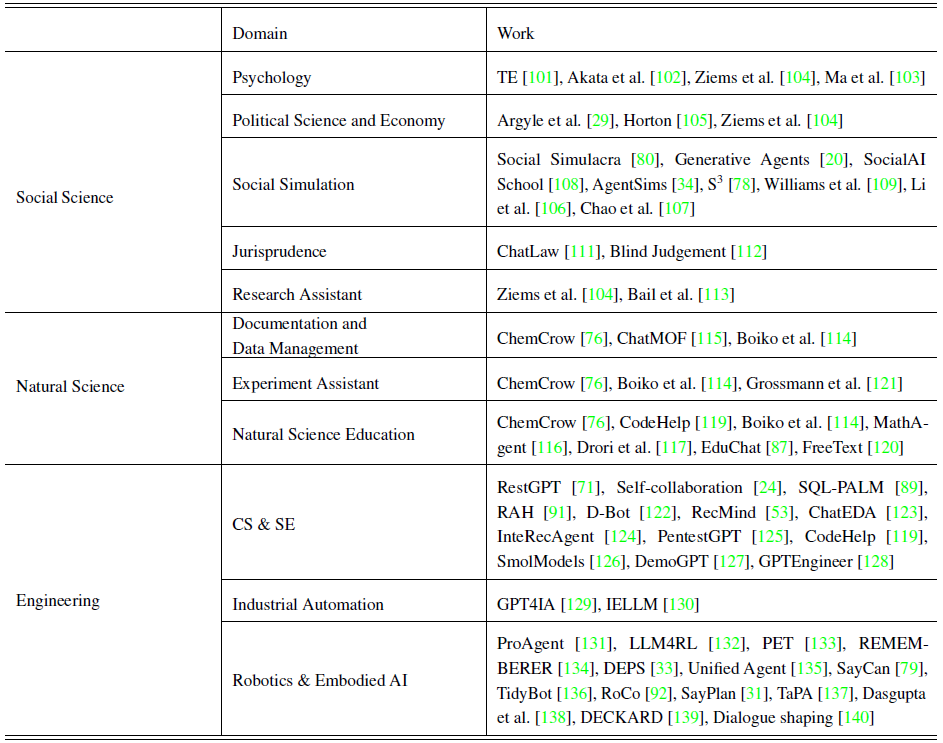 Domain Work
Psychology TE [101], Akata et al. [102], Ziems et al. [104], Ma et al. [103]
Political Science and Economy Argyle et al. [29], Horton [105], Ziems et al. [104]
Social Science
Social Simulation
Social Simulacra [80], Generative Agents [20], SocialAI
School [108], AgentSims [34], S³ [78], Williams et al. [109], Li
et al. [106], Chao et al. [107]
Jurisprudence ChatLaw [111], Blind Judgement [112]
Research Assistant Ziems et al. [104], Bail et al. [113]
Natural Science
Documentation and
Data Management
ChemCrow [76], ChatMOF [115], Boiko et al. [114]
Experiment Assistant ChemCrow [76], Boiko et al. [114], Grossmann et al. [121]
Natural Science Education
ChemCrow [76], CodeHelp [119], Boiko et al. [114], MathA-
gent [116], Drori et al. [117], EduChat [87], FreeText [120]
Engineering
CS & SE
RestGPT [71], Self-collaboration [24], SQL-PALM [89],
RAH [91], D-Bot [122], RecMind [53], ChatEDA [123],
InteRecAgent [124], PentestGPT [125], CodeHelp [119],
SmolModels [126], DemoGPT [127], GPTEngineer [128]
Industrial Automation GPT4IA [129], IELLM [130]
Robotics & Embodied AI
ProAgent [131], LLM4RL [132], PET [133], REMEM-
BERER [134], DEPS [33], Unified Agent [135], SayCan [79],
TidyBot [136], RoCo [92], SayPlan [31], TaPA [137], Dasgupta
et al. [138], DECKARD [139], Dialogue shaping [140]